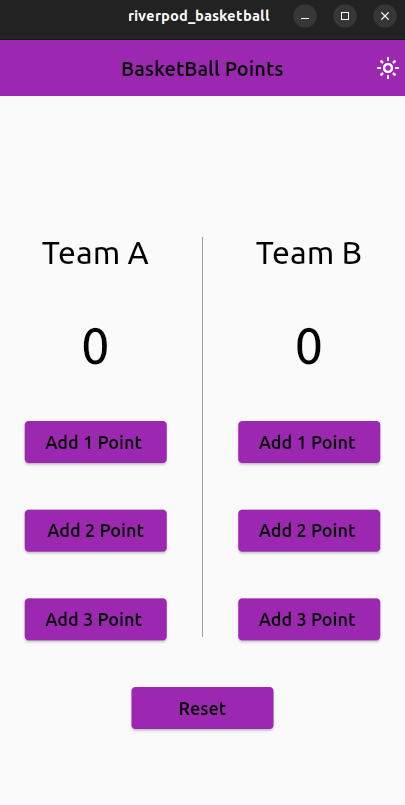 riverpod_basketball
BasketBall Points
Team A
Team B
0
0
Add 1 Point
Add 1 Point
Add 2 Point
Add 2 Point
Add 3 Point
Add 3 Point
Reset